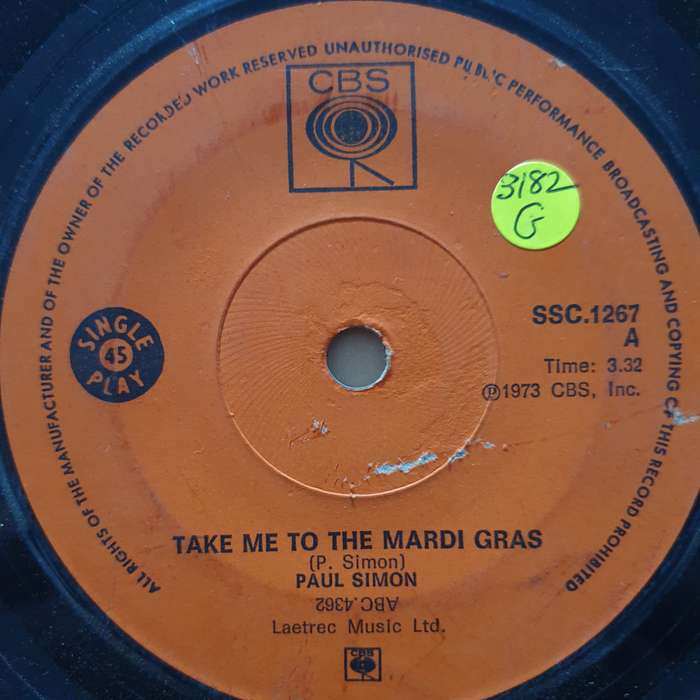 ALL RIGHTS OF THE MANUFACTURER AND OF THE OWNER OF THE RECORDED WORK RESERVED UNAUTHORISED PUBLIC PERFORMANCE BROADCASTING AND COPYING OF THIS RECORD PROHIBITED
CBS
3182
G
SINGLE
45
PLAY
SSC.1267
A
Time: 3.32
℗1973 CBS, Inc.
TAKE ME TO THE MARDI GRAS
(P. Simon)
PAUL SIMON
ABC.4362
Laetrec Music Ltd.
CBS